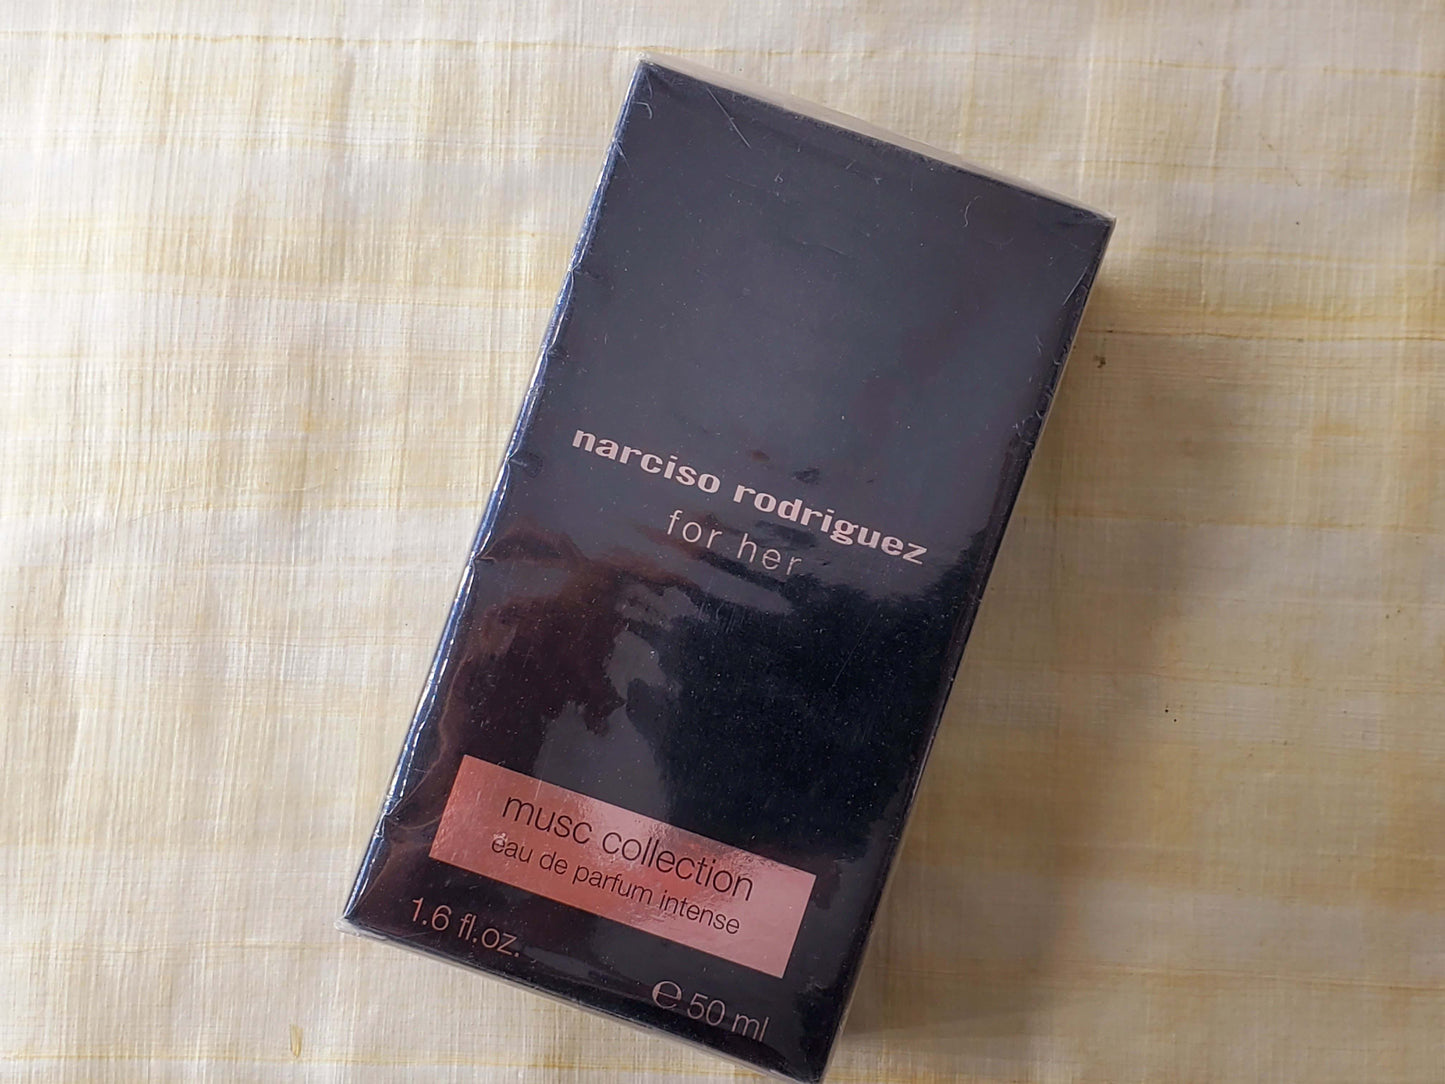 narciso rodriguez
for her
musc collection
eau de parfum intense
1.6 fl.oz.
℮ 50 ml